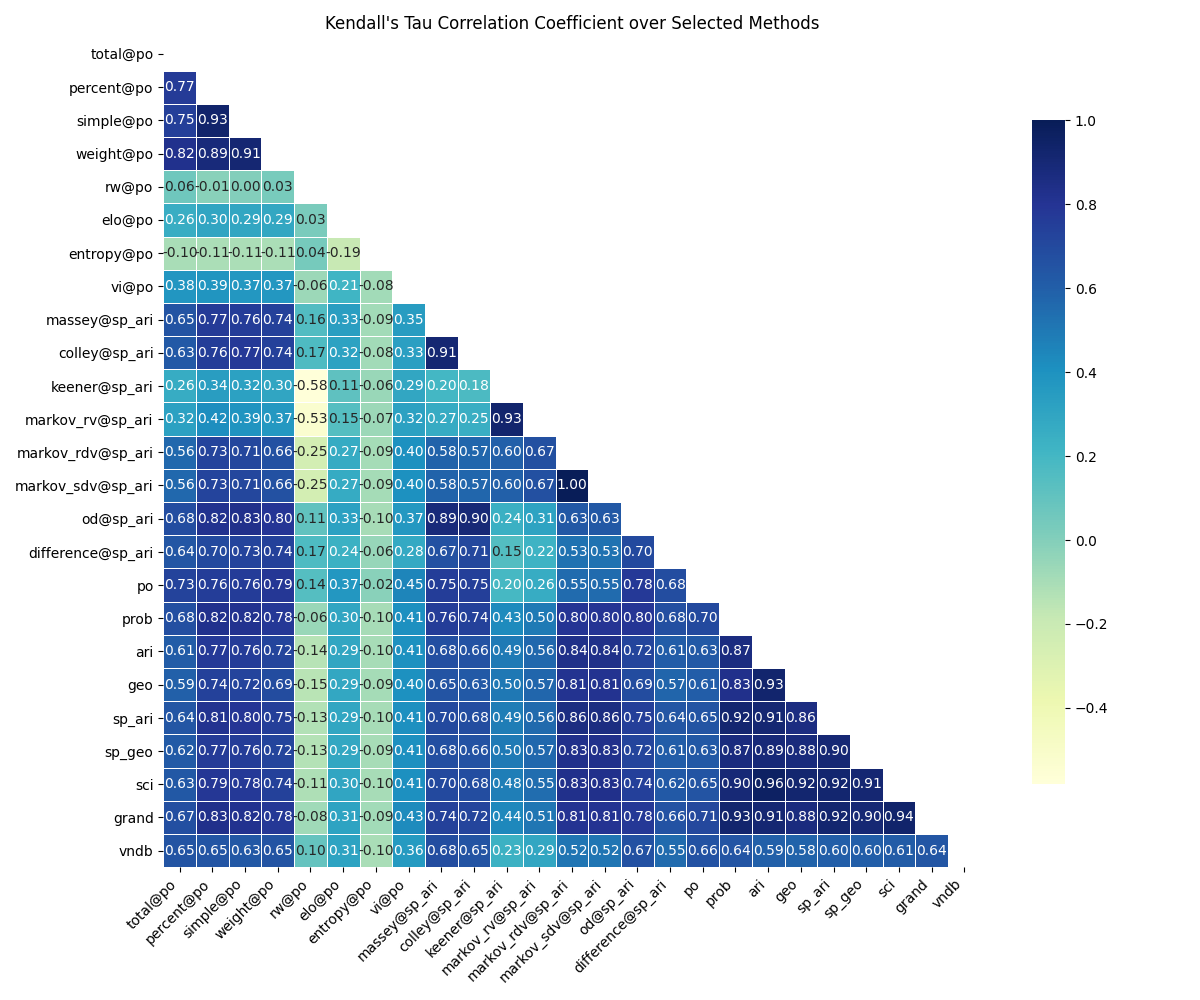 Kendall's Tau Correlation Coefficient over Selected Methods
total@po
percent@po 0.77
simple@po 0.75 0.93
weight@po 0.82 0.89 0.91
rw@po 0.06 -0.01 0.00 0.03
elo@po 0.26 0.30 0.29 0.29 0.03
entropy@po -0.10 -0.11 -0.11 -0.11 0.04 -0.19
vi@po 0.38 0.39 0.37 0.37 -0.06 0.21 -0.08
massey@sp_ari 0.65 0.77 0.76 0.74 0.16 0.33 -0.09 0.35
colley@sp_ari 0.63 0.76 0.77 0.74 0.17 0.32 -0.08 0.33 0.91
keener@sp_ari 0.26 0.34 0.32 0.30 -0.58 0.11 -0.06 0.29 0.20 0.18
markov_rv@sp_ari 0.32 0.42 0.39 0.37 -0.53 0.15 -0.07 0.32 0.27 0.25 0.93
markov_rdv@sp_ari 0.56 0.73 0.71 0.66 -0.25 0.27 -0.09 0.40 0.58 0.57 0.60 0.67
markov_sdv@sp_ari 0.56 0.73 0.71 0.66 -0.25 0.27 -0.09 0.40 0.58 0.57 0.60 0.67 1.00
od@sp_ari 0.68 0.82 0.83 0.80 0.11 0.33 -0.10 0.37 0.89 0.90 0.24 0.31 0.63 0.63
difference@sp_ari 0.64 0.70 0.73 0.74 0.17 0.24 -0.06 0.28 0.67 0.71 0.15 0.22 0.53 0.53 0.70
po 0.73 0.76 0.76 0.79 0.14 0.37 -0.02 0.45 0.75 0.75 0.20 0.26 0.55 0.55 0.78 0.68
prob 0.68 0.82 0.82 0.78 -0.06 0.30 -0.10 0.41 0.76 0.74 0.43 0.50 0.80 0.80 0.80 0.68 0.70
ari 0.61 0.77 0.76 0.72 -0.14 0.29 -0.10 0.41 0.68 0.66 0.49 0.56 0.84 0.84 0.72 0.61 0.63 0.87
geo 0.59 0.74 0.72 0.69 -0.15 0.29 -0.09 0.40 0.65 0.63 0.50 0.57 0.81 0.81 0.69 0.57 0.61 0.83 0.93
sp_ari 0.64 0.81 0.80 0.75 -0.13 0.29 -0.10 0.41 0.70 0.68 0.49 0.56 0.86 0.86 0.75 0.64 0.65 0.92 0.91 0.86
sp_geo 0.62 0.77 0.76 0.72 -0.13 0.29 -0.09 0.41 0.68 0.66 0.50 0.57 0.83 0.83 0.72 0.61 0.63 0.87 0.89 0.88 0.90
sci 0.63 0.79 0.78 0.74 -0.11 0.30 -0.10 0.41 0.70 0.68 0.48 0.55 0.83 0.83 0.74 0.62 0.65 0.90 0.96 0.92 0.92 0.91
grand 0.67 0.83 0.82 0.78 -0.08 0.31 -0.09 0.43 0.74 0.72 0.44 0.51 0.81 0.81 0.78 0.66 0.71 0.93 0.91 0.88 0.92 0.90 0.94
vndb 0.65 0.65 0.63 0.65 0.10 0.31 -0.10 0.36 0.68 0.65 0.23 0.29 0.52 0.52 0.67 0.55 0.66 0.64 0.59 0.58 0.60 0.60 0.61 0.64
total@po
percent@po
simple@po
weight@po
rw@po
elo@po
entropy@po
vi@po
massey@sp_ari
colley@sp_ari
keener@sp_ari
markov_rv@sp_ari
markov_rdv@sp_ari
markov_sdv@sp_ari
od@sp_ari
difference@sp_ari
po
prob
ari
geo
sp_ari
sp_geo
sci
grand
vndb
1.0
0.8
0.6
0.4
0.2
0.0
−0.2
−0.4